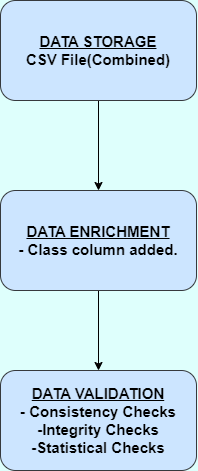 DATA STORAGE
CSV File(Combined)
DATA ENRICHMENT
- Class column added.
DATA VALIDATION
- Consistency Checks
-Integrity Checks
-Statistical Checks